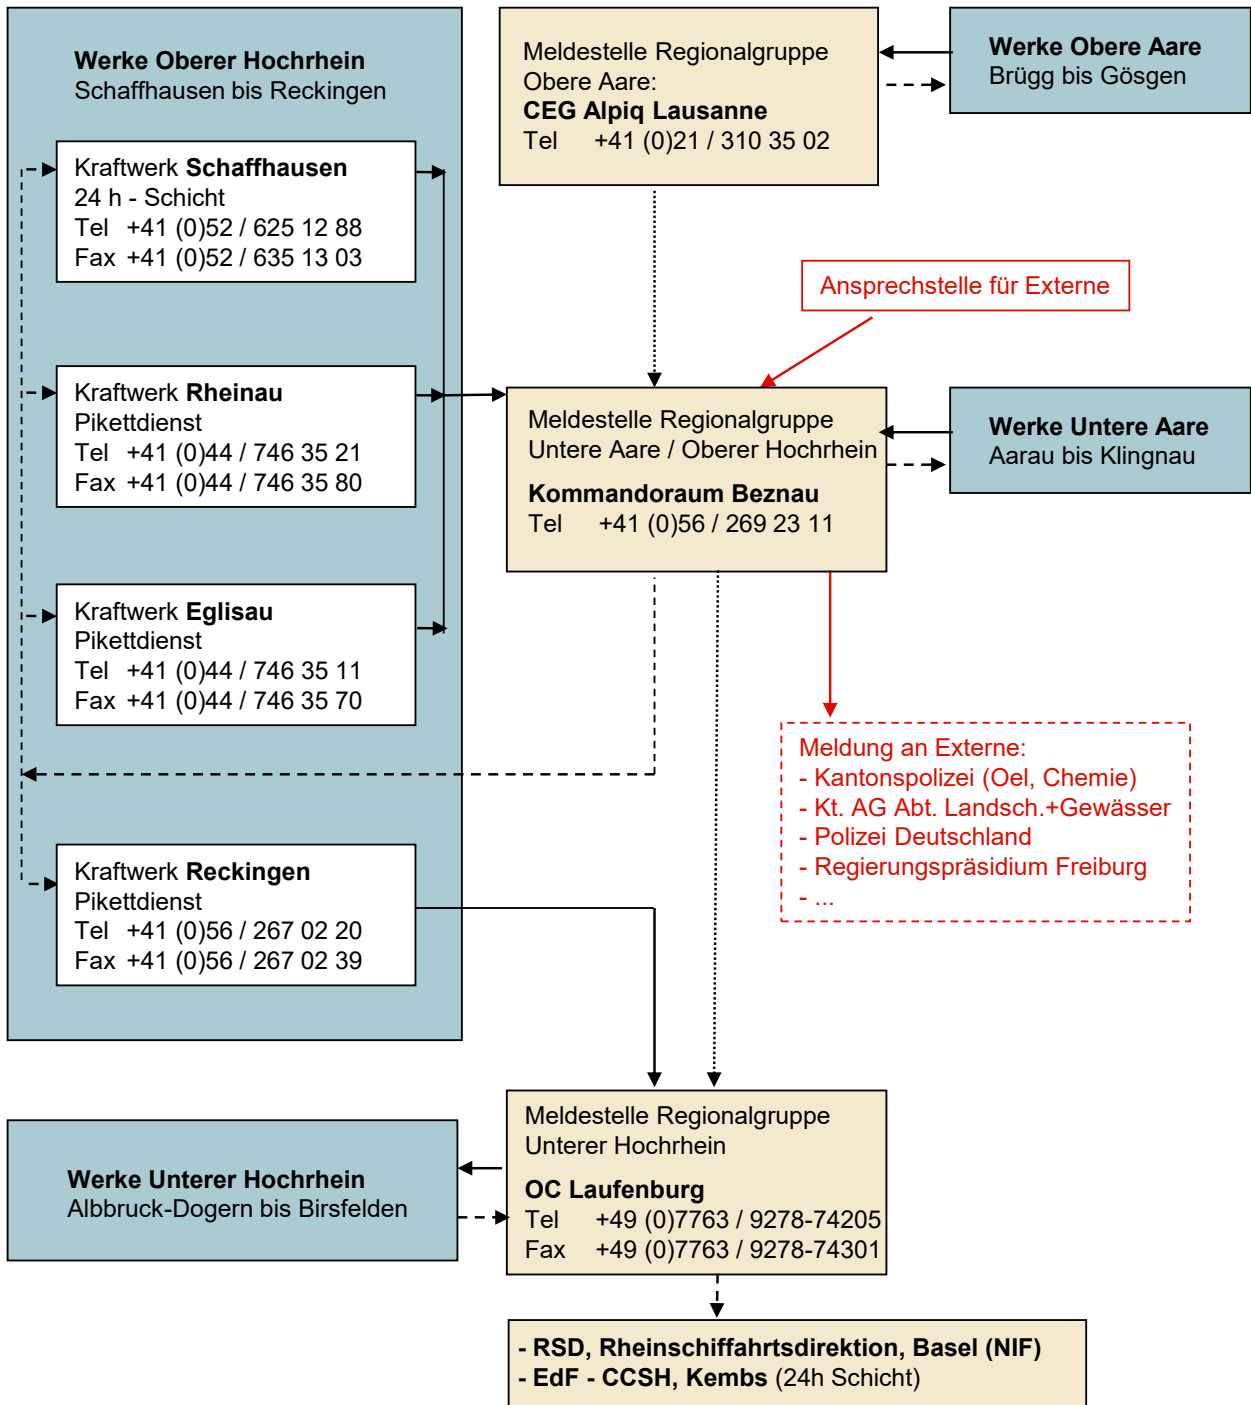 Werke Oberer Hochrhein
Schaffhausen bis Reckingen
Kraftwerk Schaffhausen
24 h - Schicht
Tel +41 (0)52 / 625 12 88
Fax +41 (0)52 / 635 13 03
Kraftwerk Rheinau
Pikettdienst
Tel +41 (0)44 / 746 35 21
Fax +41 (0)44 / 746 35 80
Kraftwerk Eglisau
Pikettdienst
Tel +41 (0)44 / 746 35 11
Fax +41 (0)44 / 746 35 70
Kraftwerk Reckingen
Pikettdienst
Tel +41 (0)56 / 267 02 20
Fax +41 (0)56 / 267 02 39
Meldestelle Regionalgruppe
Obere Aare:
CEG Alpiq Lausanne
Tel +41 (0)21 / 310 35 02
Werke Obere Aare
Brügg bis Gösgen
Ansprechstelle für Externe
Meldestelle Regionalgruppe
Untere Aare / Oberer Hochrhein
Kommandoraum Beznau
Tel +41 (0)56 / 269 23 11
Werke Untere Aare
Aarau bis Klingnau
Meldung an Externe:
- Kantonspolizei (Oel, Chemie)
- Kt. AG Abt. Landsch.+Gewässer
- Polizei Deutschland
- Regierungspräsidium Freiburg
- ...
Werke Unterer Hochrhein
Albbruck-Dogern bis Birsfelden
Meldestelle Regionalgruppe
Unterer Hochrhein
OC Laufenburg
Tel +49 (0)7763 / 9278-74205
Fax +49 (0)7763 / 9278-74301
- RSD, Rheinschiffahrtsdirektion, Basel (NIF)
- EdF - CCSH, Kembs (24h Schicht)